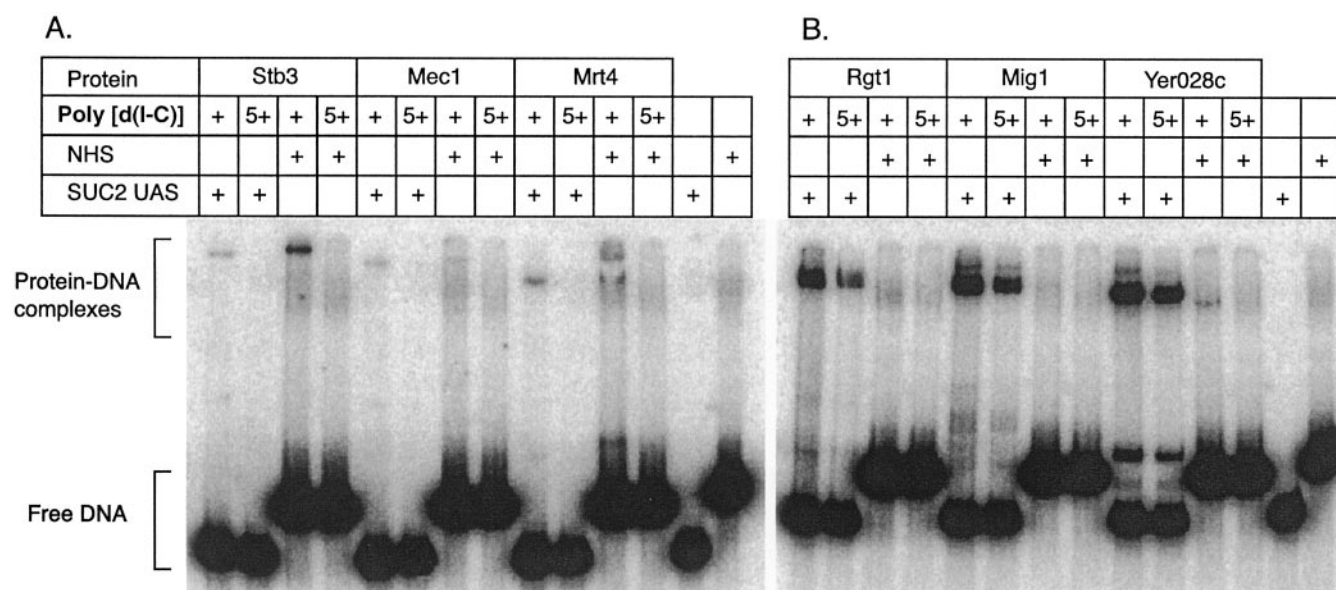 A.
Protein Stb3 Mec1 Mrt4
Poly [d(I-C)] + 5+ + 5+ + 5+ + 5+ + 5+ + 5+
NHS + + + + + + +
SUC2 UAS + + + + + + +
Protein-DNA
complexes
Free DNA
B.
Rgt1 Mig1 Yer028c
+ 5+ + 5+ + 5+ + 5+ + 5+ + 5+
+ + + + + + +
+ + + + + + +